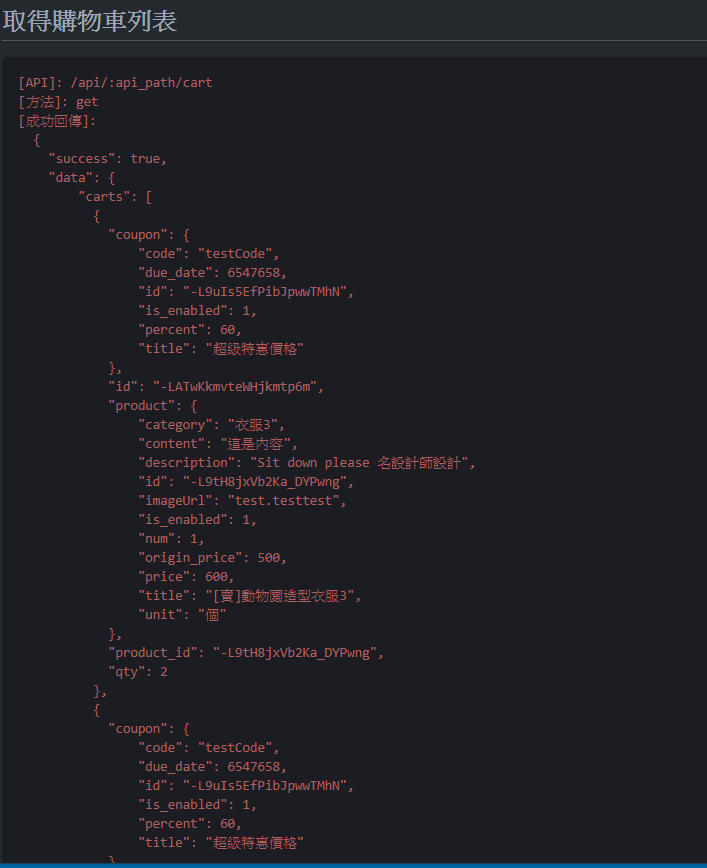 取得購物車列表
[API]: /api/:api_path/cart
[方法]: get
[成功回傳]:
{
"success": true,
"data": {
"carts": [
{
"coupon": {
"code": "testCode",
"due_date": 6547658,
"id": "-L9uIs5EfPibJpwwTMhN",
"is_enabled": 1,
"percent": 60,
"title": "超級特惠價格"
},
"id": "-LATwKkmvteWHjkmtp6m",
"product": {
"category": "衣服3",
"content": "這是內容",
"description": "Sit down please 名設計師設計",
"id": "-L9tH8jxVb2Ka_DYPwng",
"imageUrl": "test.testtest",
"is_enabled": 1,
"num": 1,
"origin_price": 500,
"price": 600,
"title": "[賣]動物園造型衣服3",
"unit": "個"
},
"product_id": "-L9tH8jxVb2Ka_DYPwng",
"qty": 2
},
{
"coupon": {
"code": "testCode",
"due_date": 6547658,
"id": "-L9uIs5EfPibJpwwTMhN",
"is_enabled": 1,
"percent": 60,
"title": "超級特惠價格"
}